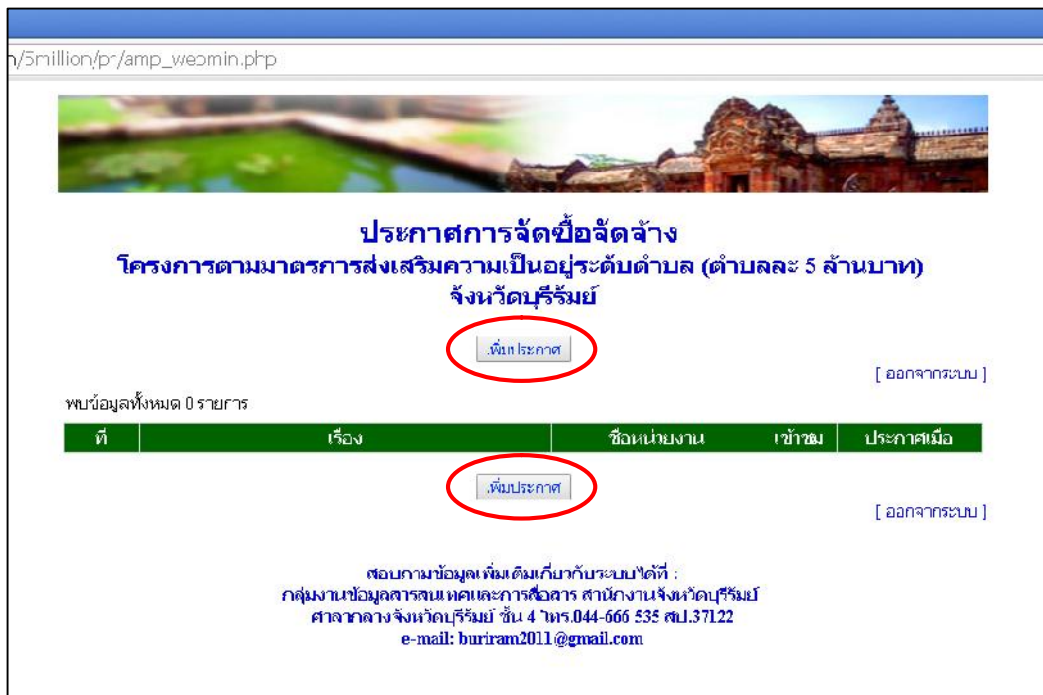 n/5million/pr/amp_webmin.php
ประกาศการจัดซื้อจัดจ้าง
โครงการตามมาตรการส่งเสริมความเป็นอยู่ระดับตำบล (ตำบลละ 5 ล้านบาท)
จังหวัดบุรีรัมย์
เพิ่มประกาศ
[ ออกจากระบบ ]
พบข้อมูลทั้งหมด 0 รายการ
ที่ เรื่อง ชื่อหน่วยงาน เข้าชม ประกาศเมื่อ
เพิ่มประกาศ
[ ออกจากระบบ ]
สอบถามข้อมูลเพิ่มเติมเกี่ยวกับระบบได้ที่ :
กลุ่มงานข้อมูลสารสนเทศและการสื่อสาร สำนักงานจังหวัดบุรีรัมย์
ศาลากลางจังหวัดบุรีรัมย์ ชั้น 4 โทร.044-666 535 สป.37122
e-mail: buriram2011@gmail.com